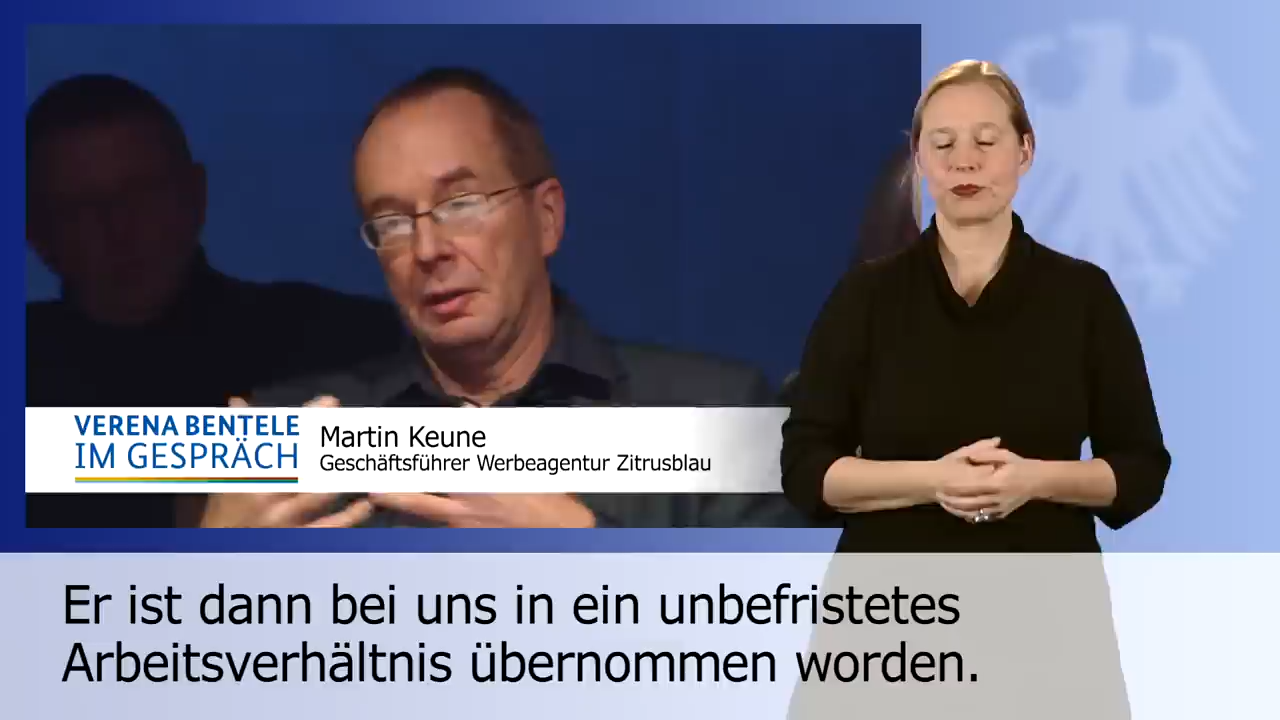 VERENA BENTELE
IM GESPRÄCH
Martin Keune
Geschäftsführer Werbeagentur Zitrusblau
Er ist dann bei uns in ein unbefristetes
Arbeitsverhältnis übernommen worden.